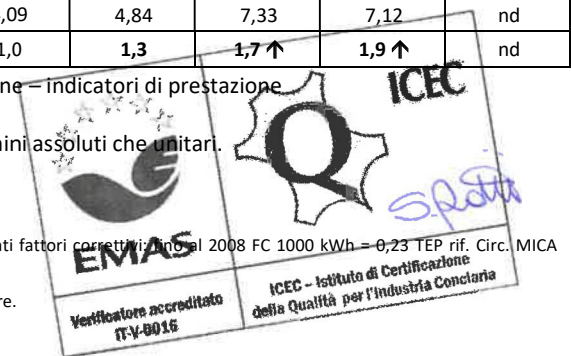 ,09 4,84 7,33 7,12 nd
1,0 1,3 1,7 ↑ 1,9 ↑ nd
ne – indicatori di prestazione
nini assoluti che unitari.
ICEC
Q
EMAS
ati fattori correttivi: fino al 2008 FC 1000 kWh = 0,23 TEP rif. Circ. MICA
re.
Verificatore accreditato
IT-V-0016
ICEC – Istituto di Certificazione
della Qualità per l'Industria Conciaria